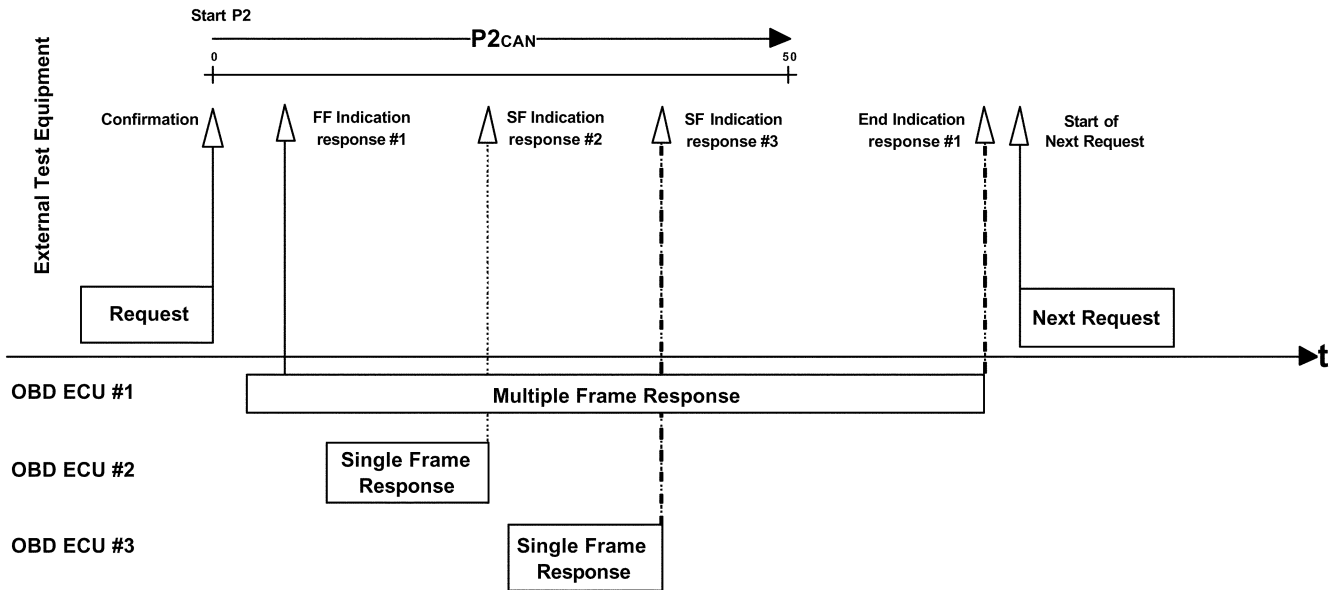 Start P2
P2CAN
0
50
External Test Equipment
Confirmation
FF Indication
response #1
SF Indication
response #2
SF Indication
response #3
End Indication
response #1
Start of
Next Request
Request
Next Request
t
OBD ECU #1
Multiple Frame Response
OBD ECU #2
Single Frame
Response
OBD ECU #3
Single Frame
Response